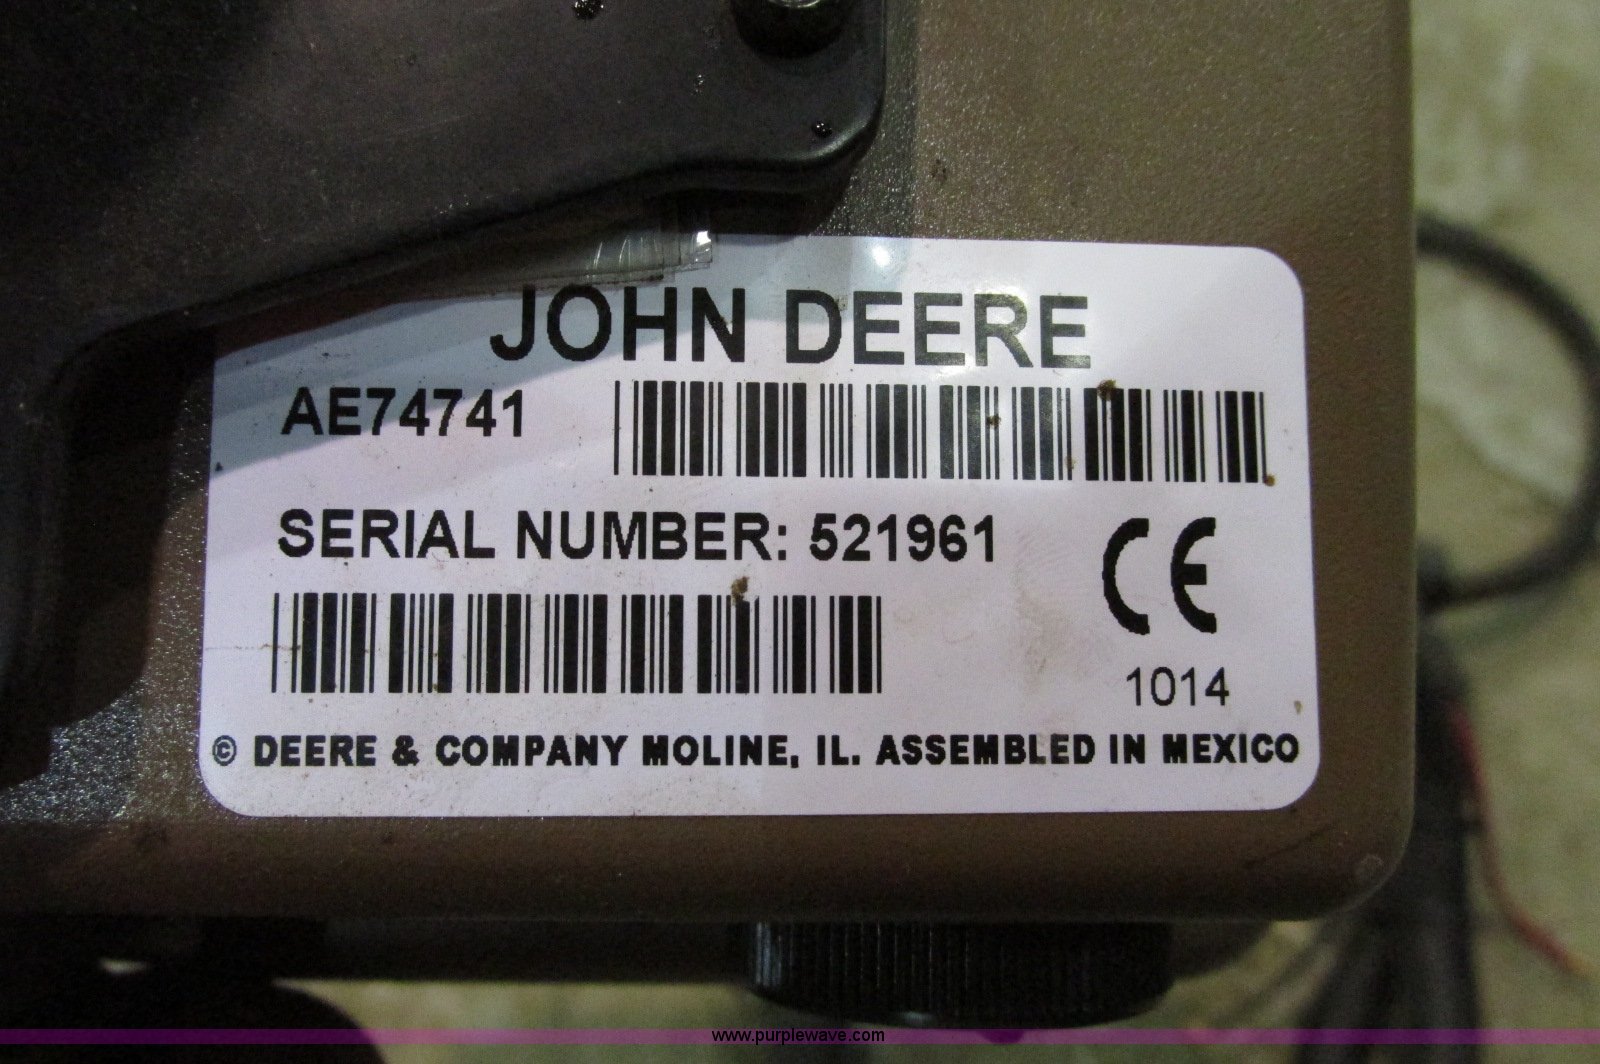 JOHN DEERE
AE74741
SERIAL NUMBER: 521961
CE
1014
© DEERE & COMPANY MOLINE, IL. ASSEMBLED IN MEXICO
www.purplewave.com